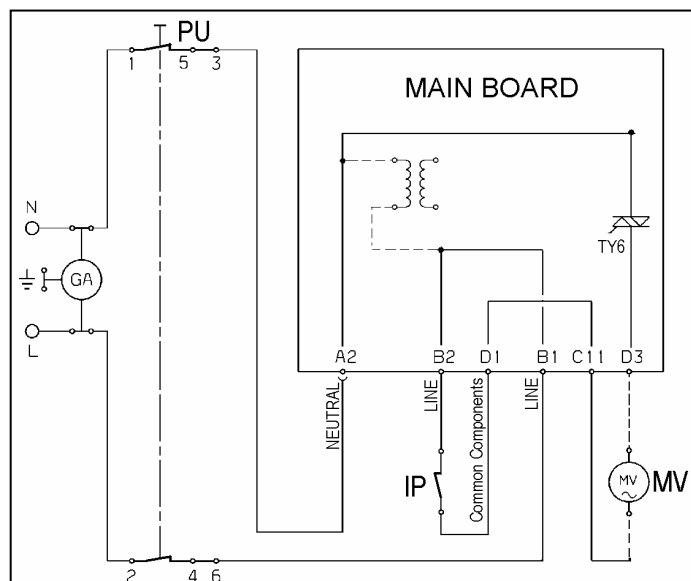 PU
1 5 3
MAIN BOARD
N
GA
L
TY6
A2 B2 D1 B1 C11 D3
NEUTRAL
LINE
Common Components
LINE
IP
MV
MV
2 4 6